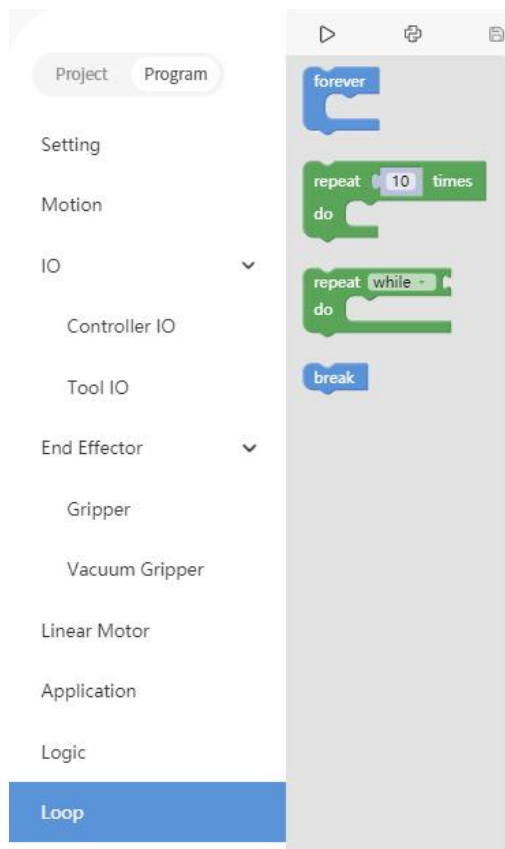 Project Program
Setting
Motion
IO
Controller IO
Tool IO
End Effector
Gripper
Vacuum Gripper
Linear Motor
Application
Logic
Loop
forever
repeat 10 times
do
repeat while
do
break